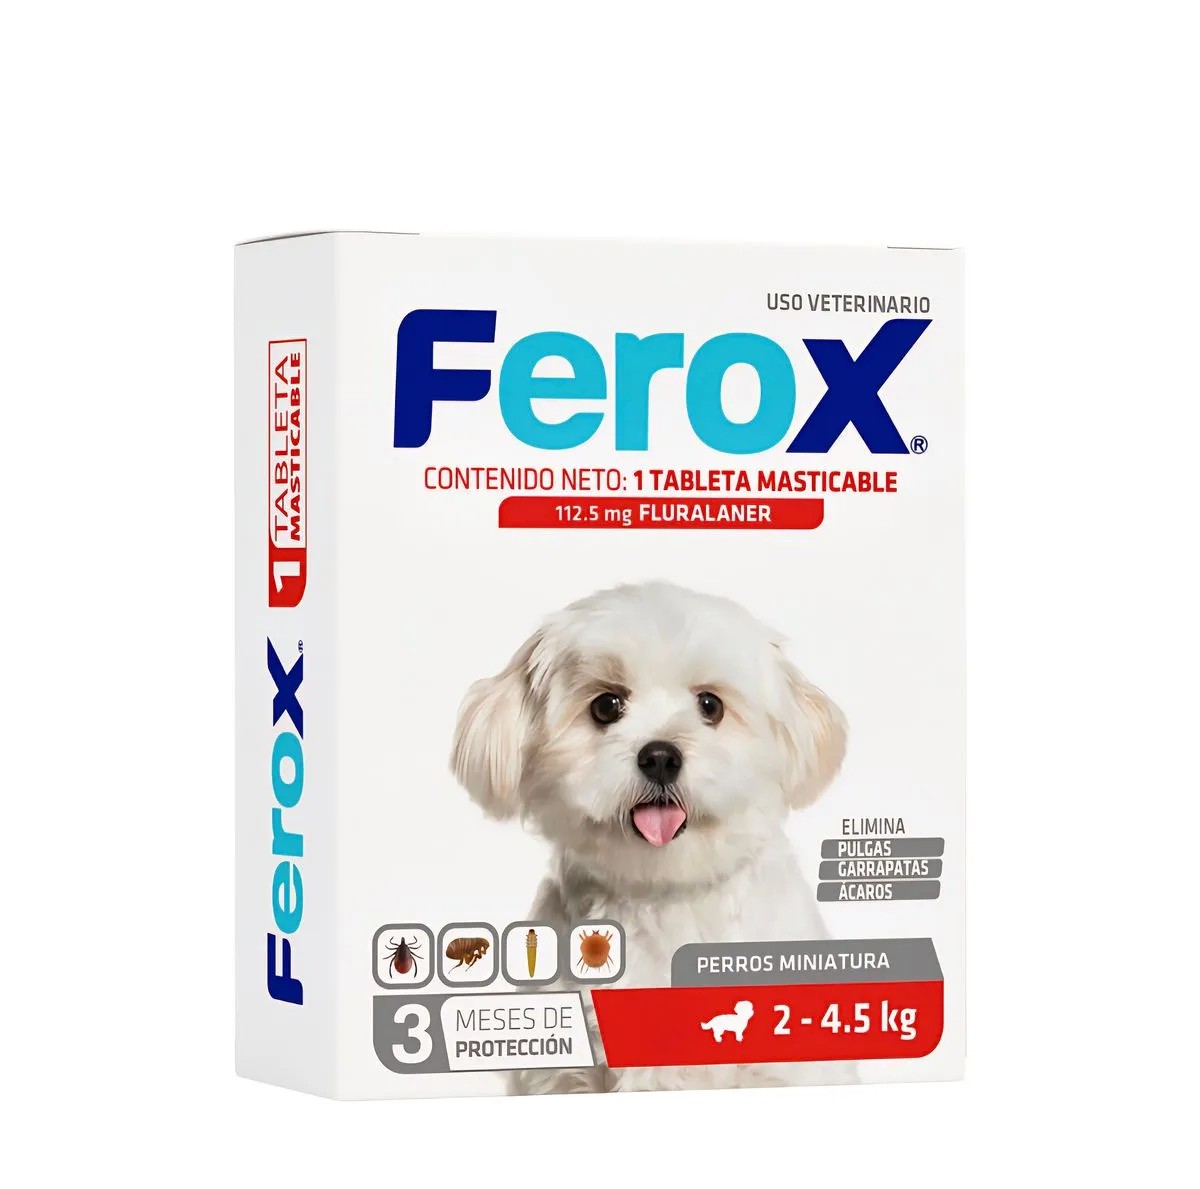 USO VETERINARIO
Ferox®
CONTENIDO NETO: 1 TABLETA MASTICABLE
112.5 mg FLURALANER
ELIMINA
PULGAS
GARRAPATAS
ÁCAROS
PERROS MINIATURA
2 - 4.5 kg
3 MESES DE
PROTECCIÓN
Ferox®
1 TABLETA
MASTICABLE